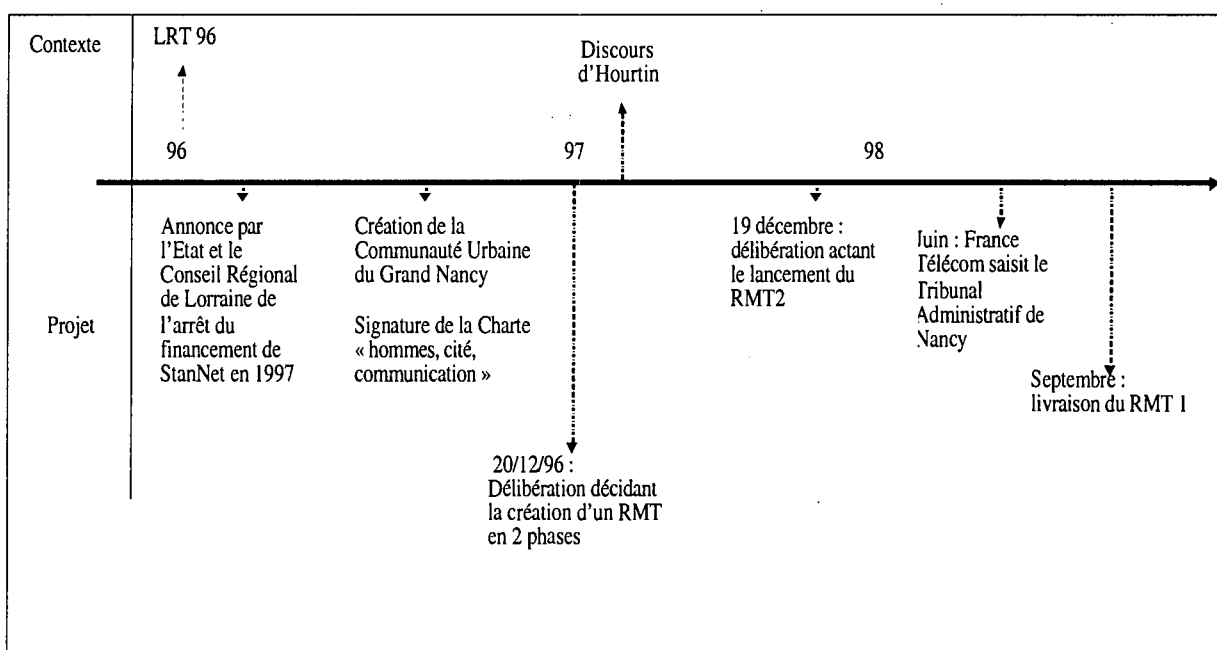 Contexte
LRT 96
Discours
d'Hourtin
96
97
98
Projet
Annonce par
l'Etat et le
Conseil Régional
de Lorraine de
l'arrêt du
financement de
StanNet en 1997
Création de la
Communauté Urbaine
du Grand Nancy
Signature de la Charte
« hommes, cité,
communication »
20/12/96 :
Délibération décidant
la création d'un RMT
en 2 phases
19 décembre :
délibération actant
le lancement du
RMT2
Juin : France
Télécom saisit le
Tribunal
Administratif de
Nancy
Septembre :
livraison du RMT 1